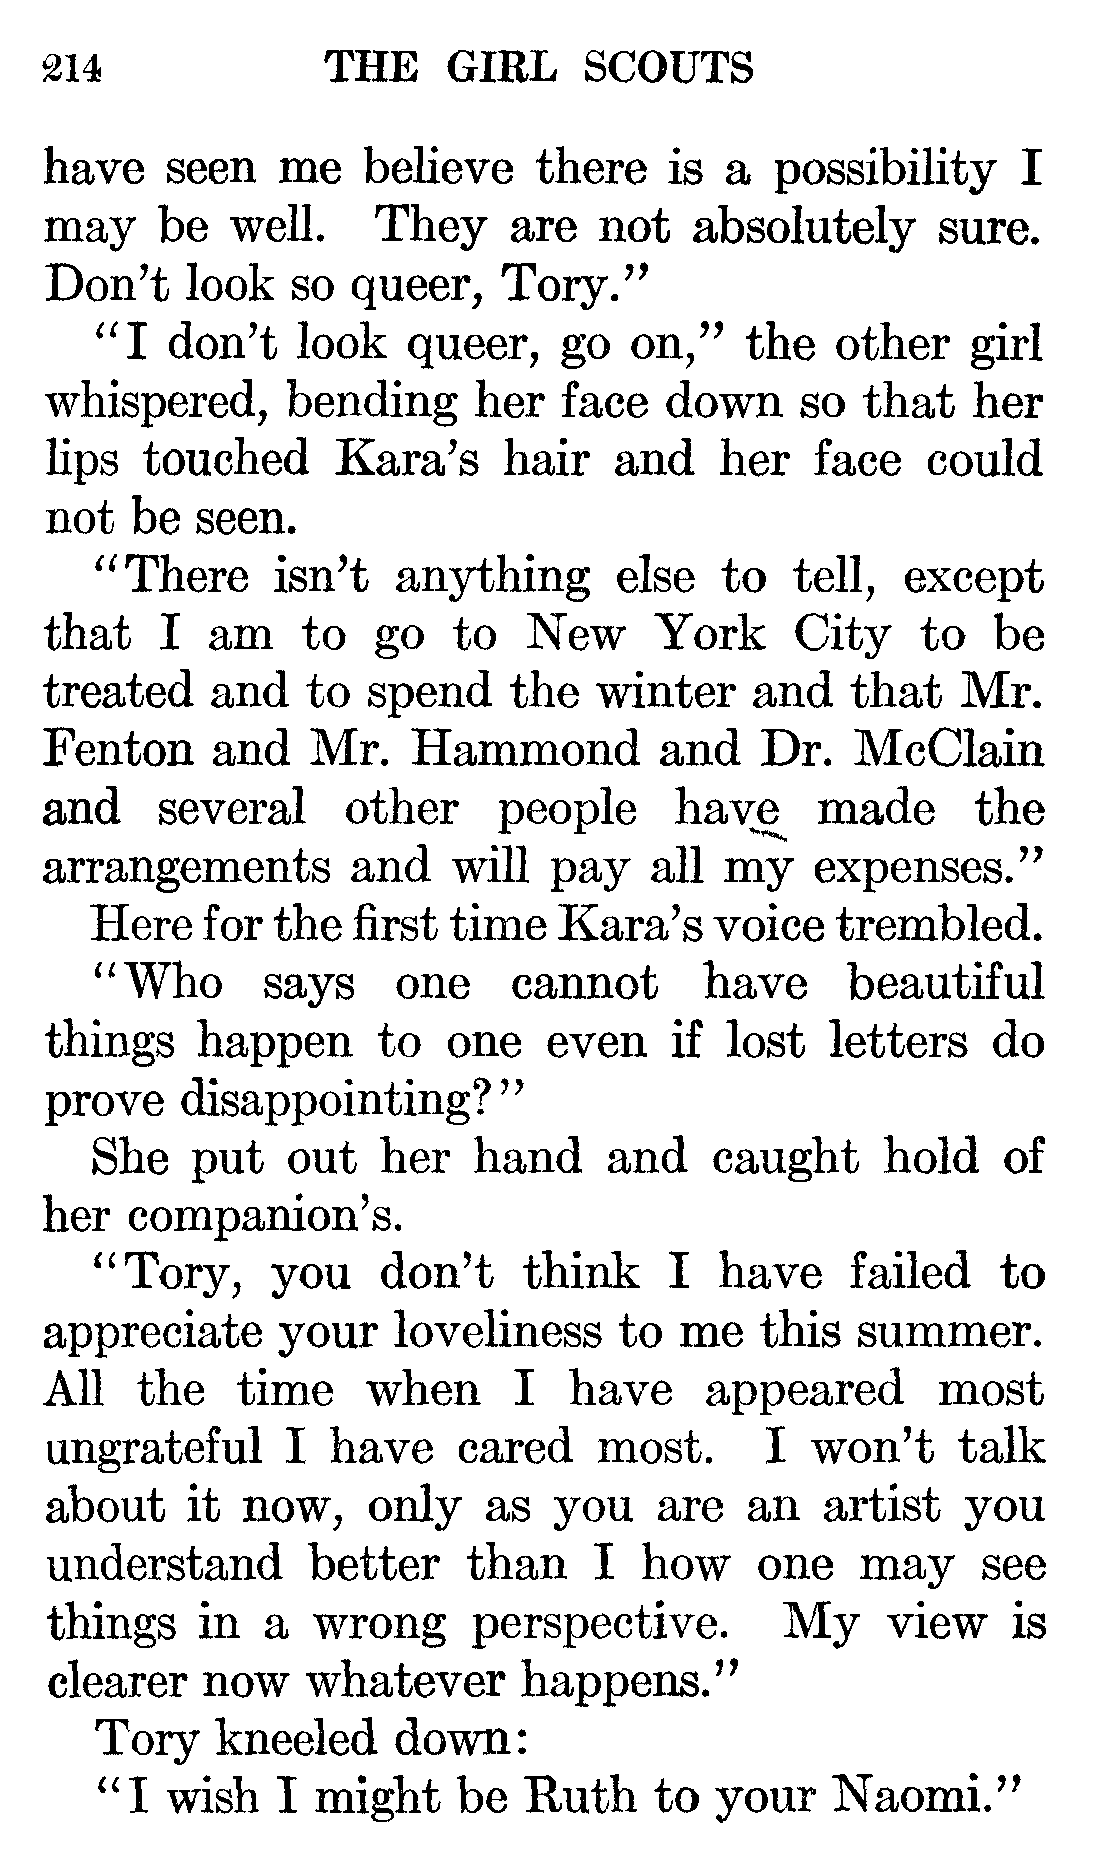 214 THE GIRL SCOUTS
have seen me believe there is a possibility I
may be well. They are not absolutely sure.
Don't look so queer, Tory."
"I don't look queer, go on," the other girl
whispered, bending her face down so that her
lips touched Kara's hair and her face could
not be seen.
"There isn't anything else to tell, except
that I am to go to New York City to be
treated and to spend the winter and that Mr.
Fenton and Mr. Hammond and Dr. McClain
and several other people have made the
arrangements and will pay all my expenses."
Here for the first time Kara's voice trembled.
"Who says one cannot have beautiful
things happen to one even if lost letters do
prove disappointing?"
She put out her hand and caught hold of
her companion's.
"Tory, you don't think I have failed to
appreciate your loveliness to me this summer.
All the time when I have appeared most
ungrateful I have cared most. I won't talk
about it now, only as you are an artist you
understand better than I how one may see
things in a wrong perspective. My view is
clearer now whatever happens."
Tory kneeled down:
"I wish I might be Ruth to your Naomi."